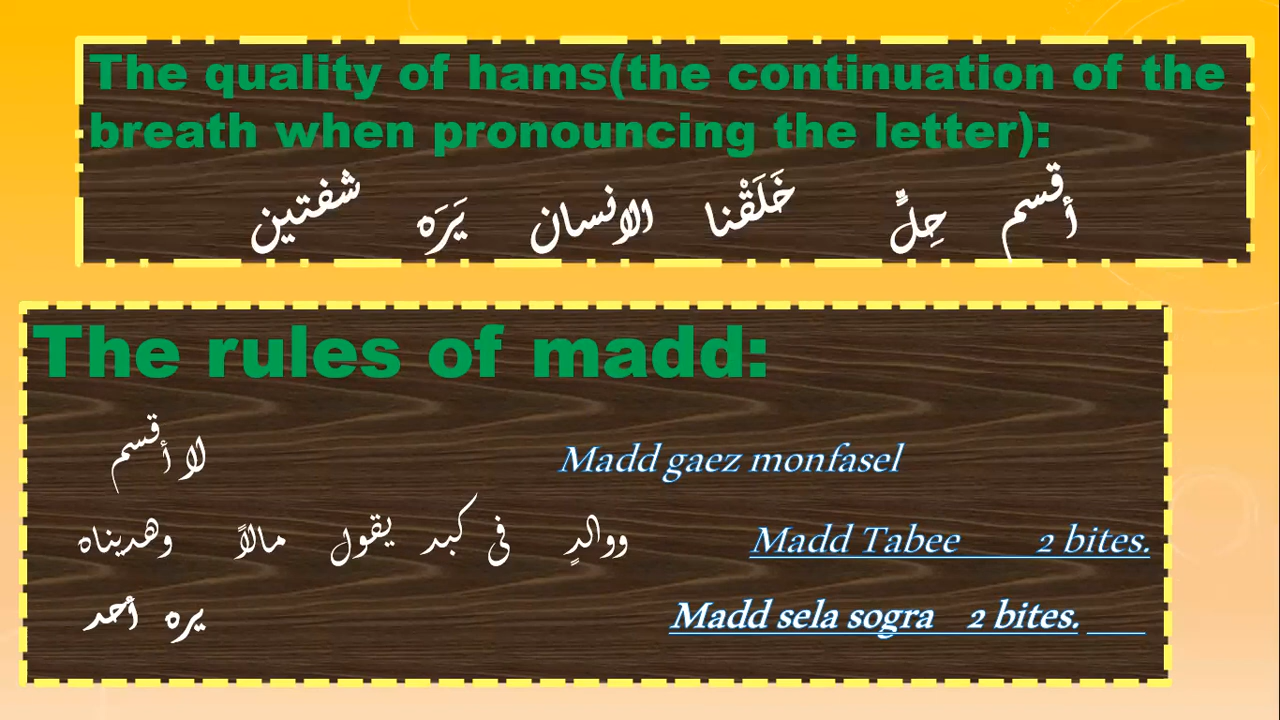 The quality of hams(the continuation of the
breath when pronouncing the letter):
أقسم حِلٌّ خَلَقْنا الانسان يَرَه شفتين
The rules of madd:
لا أقسم Madd gaez monfasel
ووالدٍ فى كبد يقول مالاً وهديناه Madd Tabee 2 bites.
يره أحد Madd sela sogra 2 bites.